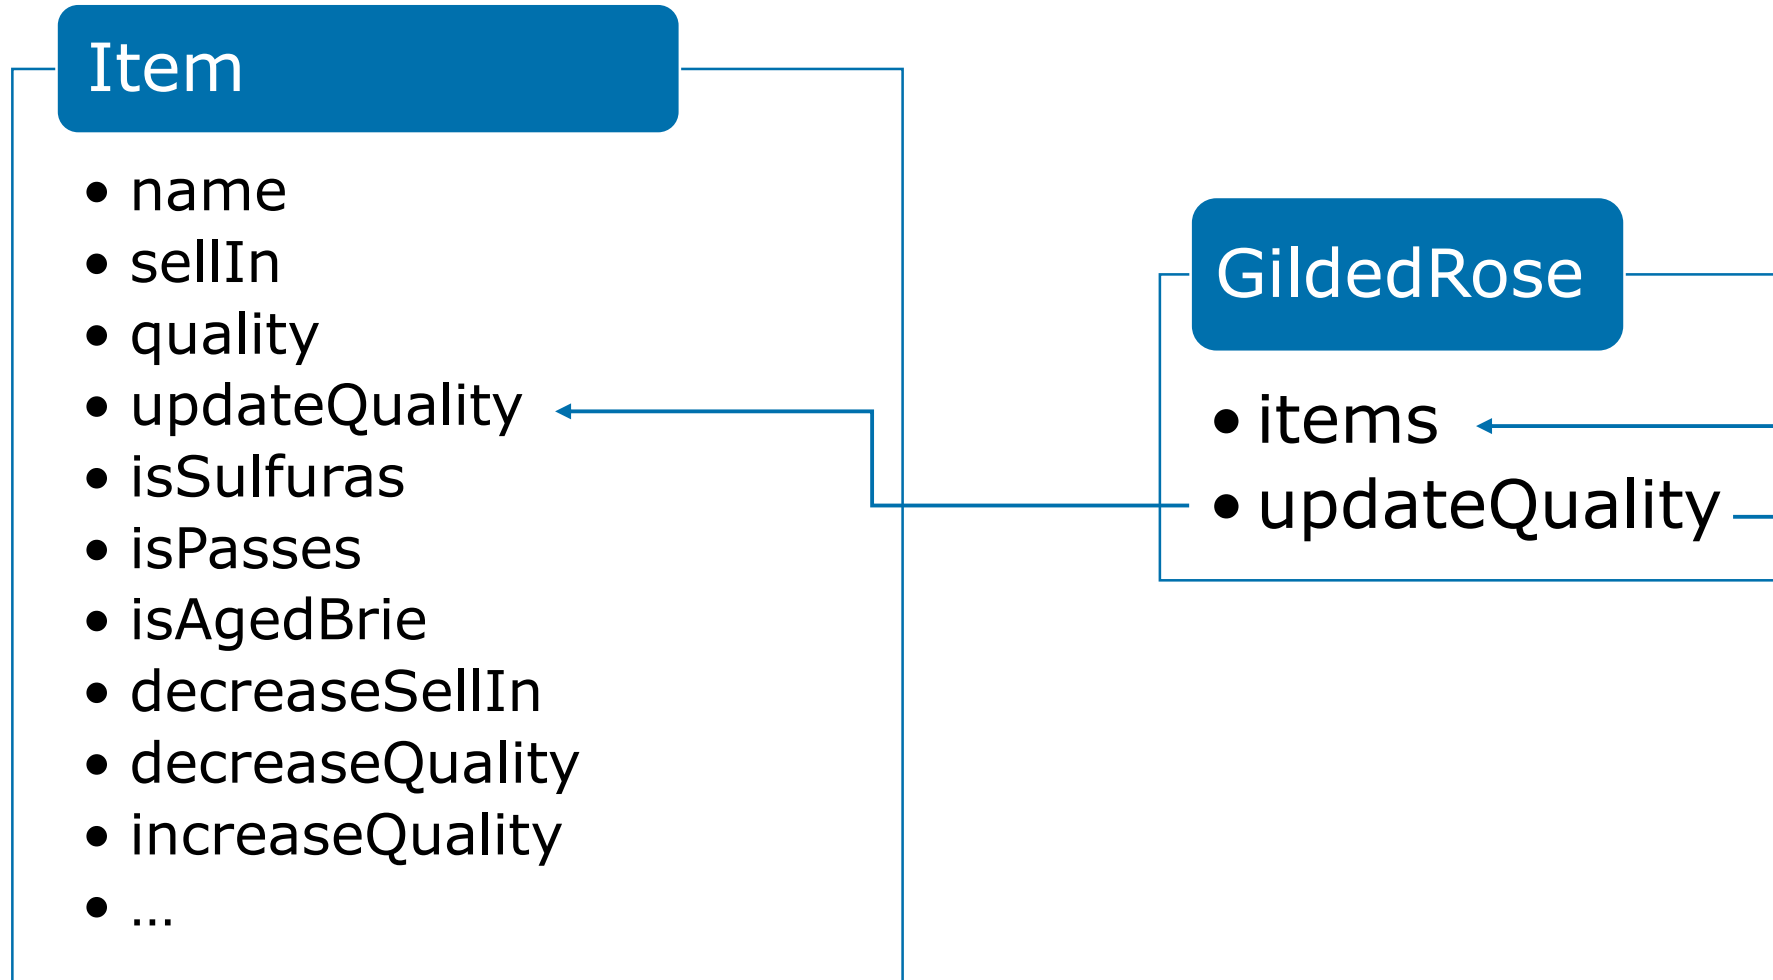 Item
• name
• sellIn
• quality
• updateQuality
• isSulfuras
• isPasses
• isAgedBrie
• decreaseSellIn
• decreaseQuality
• increaseQuality
• ...
GildedRose
• items
• updateQuality